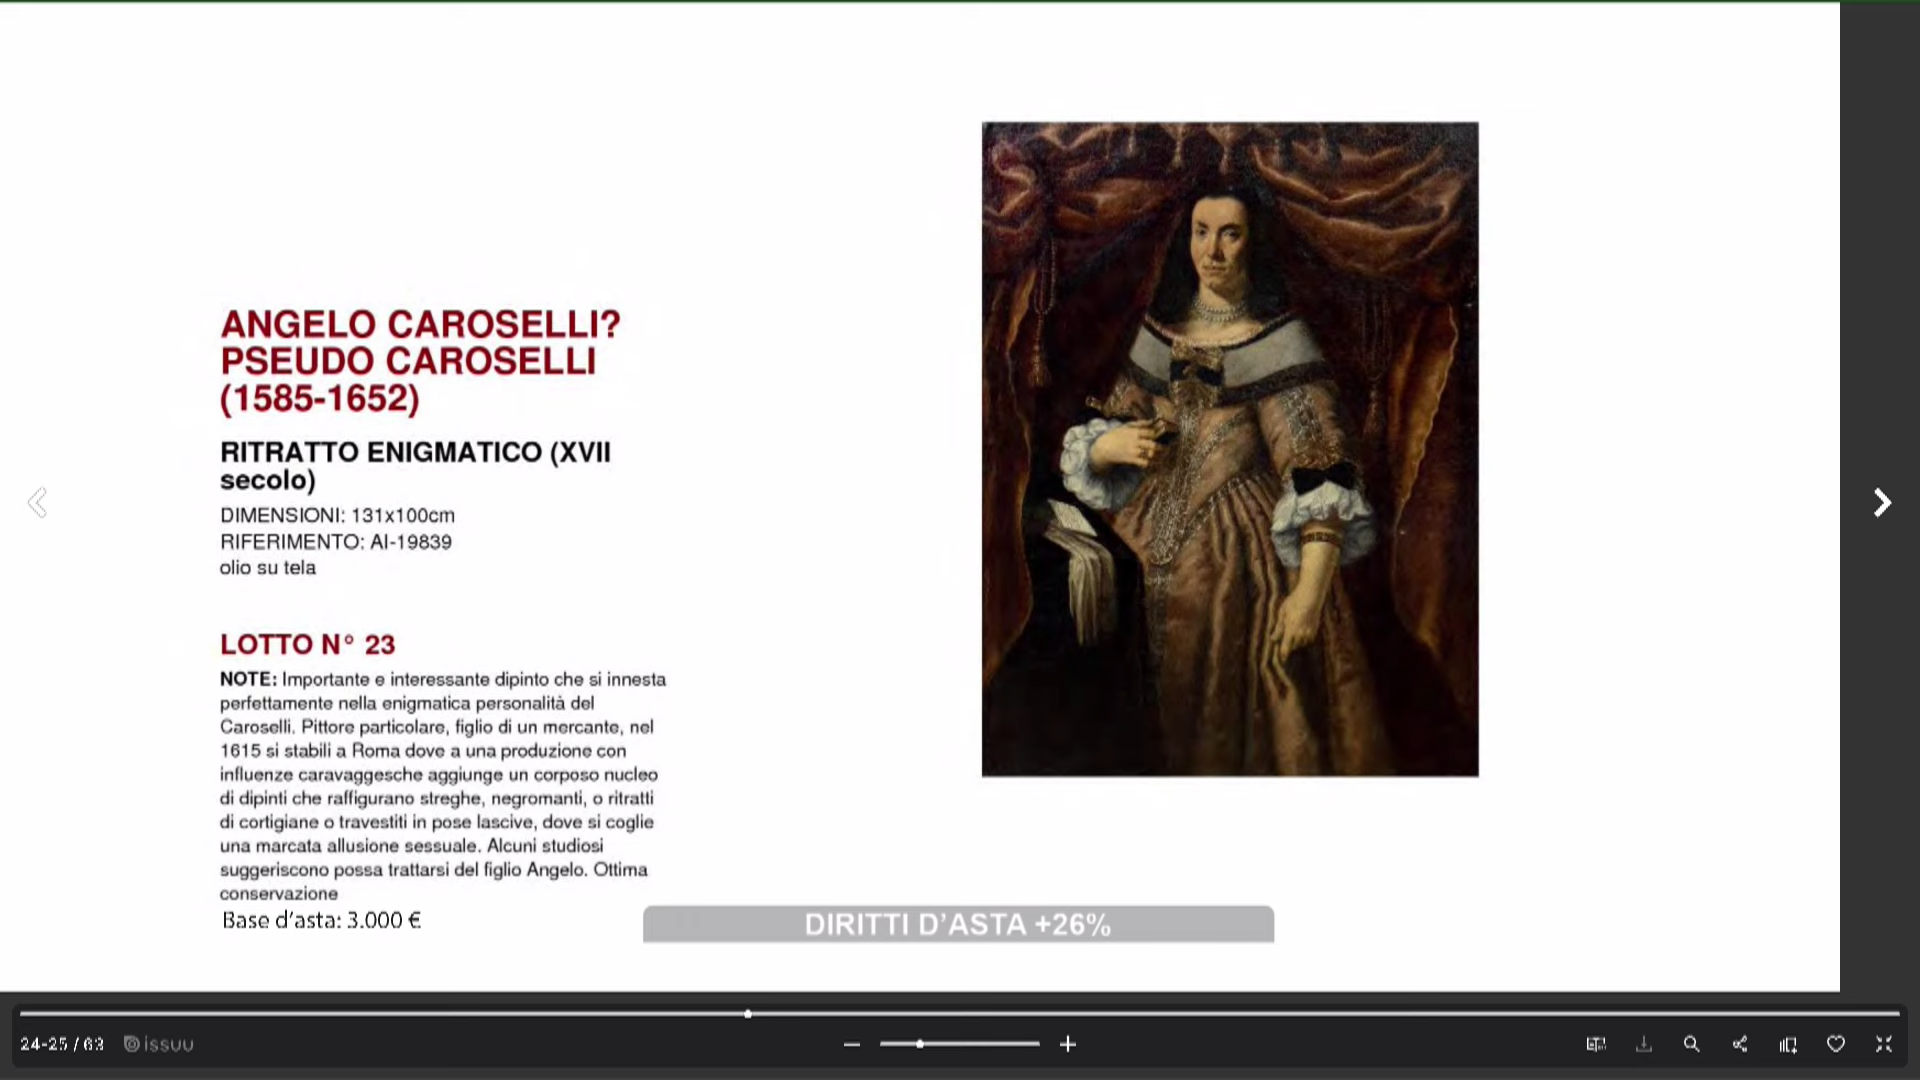 ANGELO CAROSELLI?
PSEUDO CAROSELLI
(1585-1652)
RITRATTO ENIGMATICO (XVII
secolo)
DIMENSIONI: 131x100cm
RIFERIMENTO: AI-19839
olio su tela
LOTTO N° 23
NOTE: Importante e interessante dipinto che si innesta
perfettamente nella enigmatica personalità del
Caroselli. Pittore particolare, figlio di un mercante, nel
1615 si stabili a Roma dove a una produzione con
influenze caravaggesche aggiunge un corposo nucleo
di dipinti che raffigurano streghe, negromanti, o ritratti
di cortigiane o travestiti in pose lascive, dove si coglie
una marcata allusione sessuale. Alcuni studiosi
suggeriscono possa trattarsi del figlio Angelo. Ottima
conservazione
Base d'asta: 3.000 €
DIRITTI D'ASTA +26%
24-25 / 63 issuu